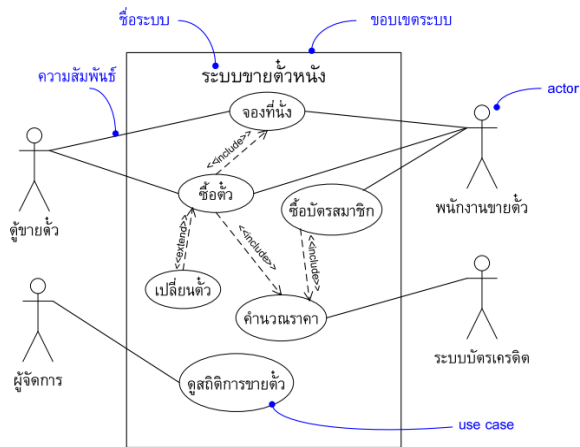 ชื่อระบบ
ขอบเขตระบบ
ความสัมพันธ์
ระบบขายตั๋วหนัง
actor
จองที่นั่ง
<<include>>
ซื้อตั๋ว
ซื้อบัตรสมาชิก
ตู้ขายตั๋ว
พนักงานขายตั๋ว
<<extend>>
<<include>>
<<include>>
เปลี่ยนตั๋ว
คำนวณราคา
ผู้จัดการ
ระบบบัตรเครดิต
ดูสถิติการขายตั๋ว
use case